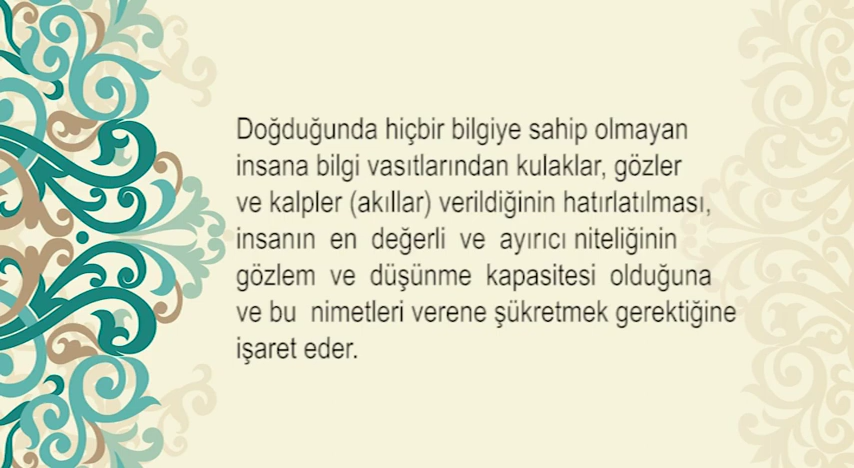 Doğduğunda hiçbir bilgiye sahip olmayan
insana bilgi vasıtlarından kulaklar, gözler
ve kalpler (akıllar) verildiğinin hatırlatılması,
insanın en değerli ve ayırıcı niteliğinin
gözlem ve düşünme kapasitesi olduğuna
ve bu nimetleri verene şükretmek gerektiğine
işaret eder.